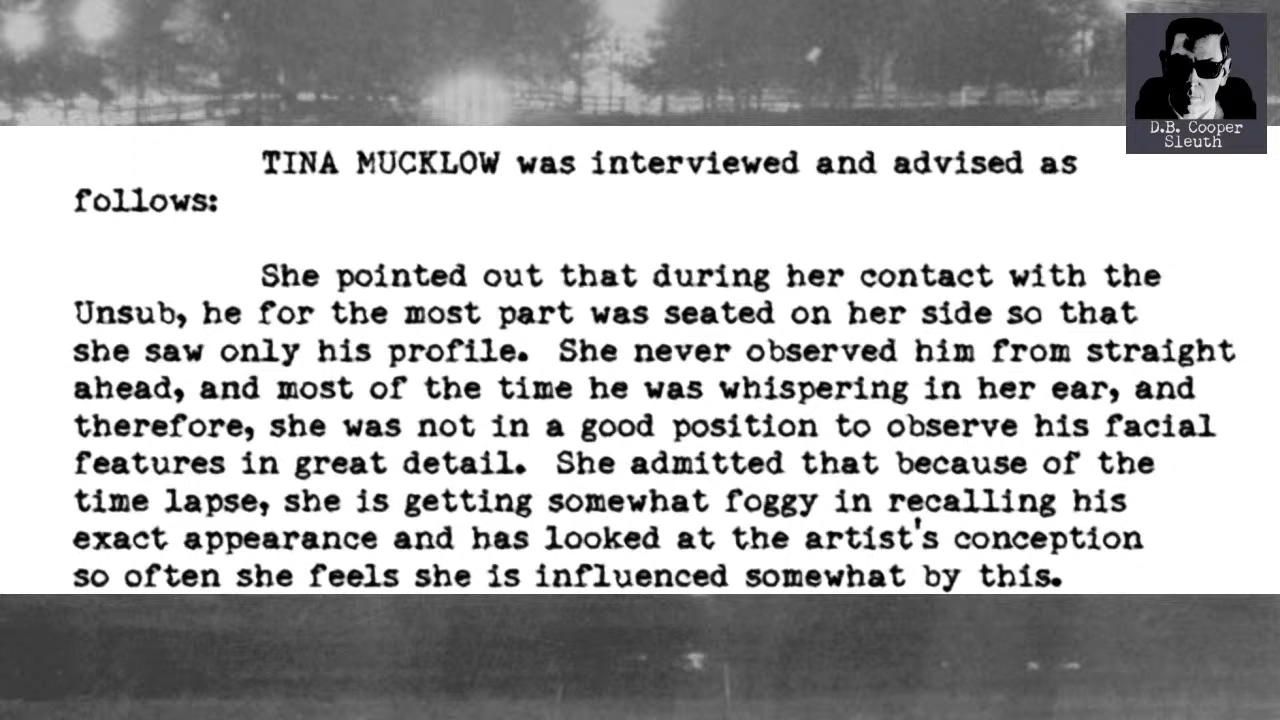 D.B. Cooper
Sleuth
TINA MUCKLOW was interviewed and advised as
follows:
She pointed out that during her contact with the
Unsub, he for the most part was seated on her side so that
she saw only his profile. She never observed him from straight
ahead, and most of the time he was whispering in her ear, and
therefore, she was not in a good position to observe his facial
features in great detail. She admitted that because of the
time lapse, she is getting somewhat foggy in recalling his
exact appearance and has looked at the artist's conception
so often she feels she is influenced somewhat by this.